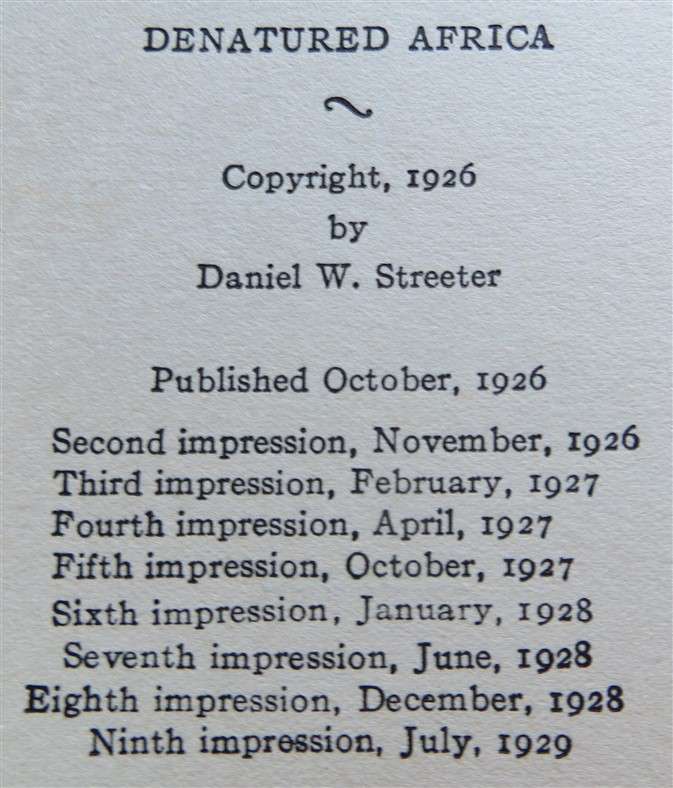 DENATURED AFRICA
Copyright, 1926
by
Daniel W. Streeter
Published October, 1926
Second impression, November, 1926
Third impression, February, 1927
Fourth impression, April, 1927
Fifth impression, October, 1927
Sixth impression, January, 1928
Seventh impression, June, 1928
Eighth impression, December, 1928
Ninth impression, July, 1929